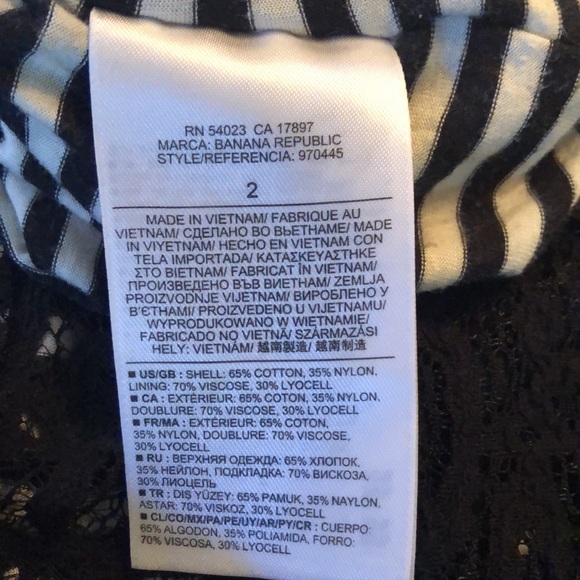 RN 54023 CA 17897
MARCA: BANANA REPUBLIC
STYLE/REFERENCIA: 970445
2
MADE IN VIETNAM/ FABRIQUE AU
VIETNAM/ СДЕЛАНО ВО ВЬЕТНАМЕ/ MADE
IN VIYETNAM/ HECHO EN VIETNAM CON
TELA IMPORTADA/ ΚΑΤΑΣΚΕΥΑΣΤΗΚΕ
ΣΤΟ ΒΙΕΤΝΑΜ/ FABRICAT ÎN VIETNAM/
ПРОИЗВЕДЕНО ВЪВ ВИЕТНАМ/ ZEMLJA
PROIZVODNJE VIJETNAM/ ВИРОБЛЕНО У
В'ЄТНАМІ/ PROIZVEDENO U VIJETNAMU/
WYPRODUKOWANO W WIETNAMIE/
FABRICADO NO VIETNÃ/ SZÁRMAZÁSI
HELY: VIETNÁM/ 越南製造/ 越南制造
■ US/GB : SHELL: 65% COTTON, 35% NYLON,
LINING: 70% VISCOSE, 30% LYOCELL
■ CA : EXTÉRIEUR: 65% COTON, 35% NYLON,
DOUBLURE: 70% VISCOSE, 30% LYOCELL
■ FR/MA : EXTÉRIEUR: 65% COTON,
35% NYLON, DOUBLURE: 70% VISCOSE,
30% LYOCELL
■ RU : ВЕРХНЯЯ ОДЕЖДА: 65% ХЛОПОК,
35% НЕЙЛОН, ПОДКЛАДКА: 70% ВИСКОЗА,
30% ЛИОЦЕЛЬ
■ TR : DIŞ YÜZEY: 65% PAMUK, 35% NAYLON,
ASTAR: 70% VİSKOZ, 30% LYOCELL
■ CL/CO/MX/PA/PE/UY/AR/PY/CR : CUERPO:
65% ALGODON, 35% POLIAMIDA, FORRO:
70% VISCOSA, 30% LYOCELL